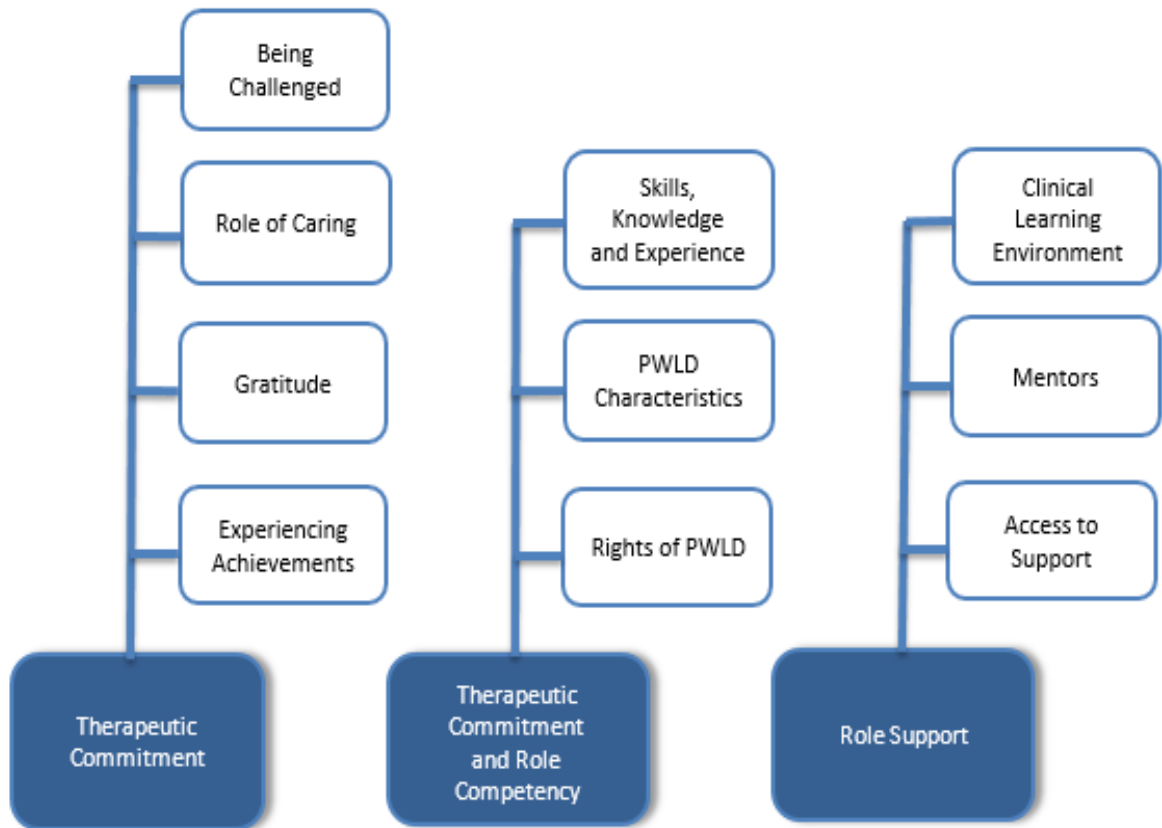 Being
Challenged
Role of Caring
Gratitude
Experiencing
Achievements
Therapeutic
Commitment
Skills,
Knowledge
and Experience
PWLD
Characteristics
Rights of PWLD
Therapeutic
Commitment
and Role
Competency
Clinical
Learning
Environment
Mentors
Access to
Support
Role Support